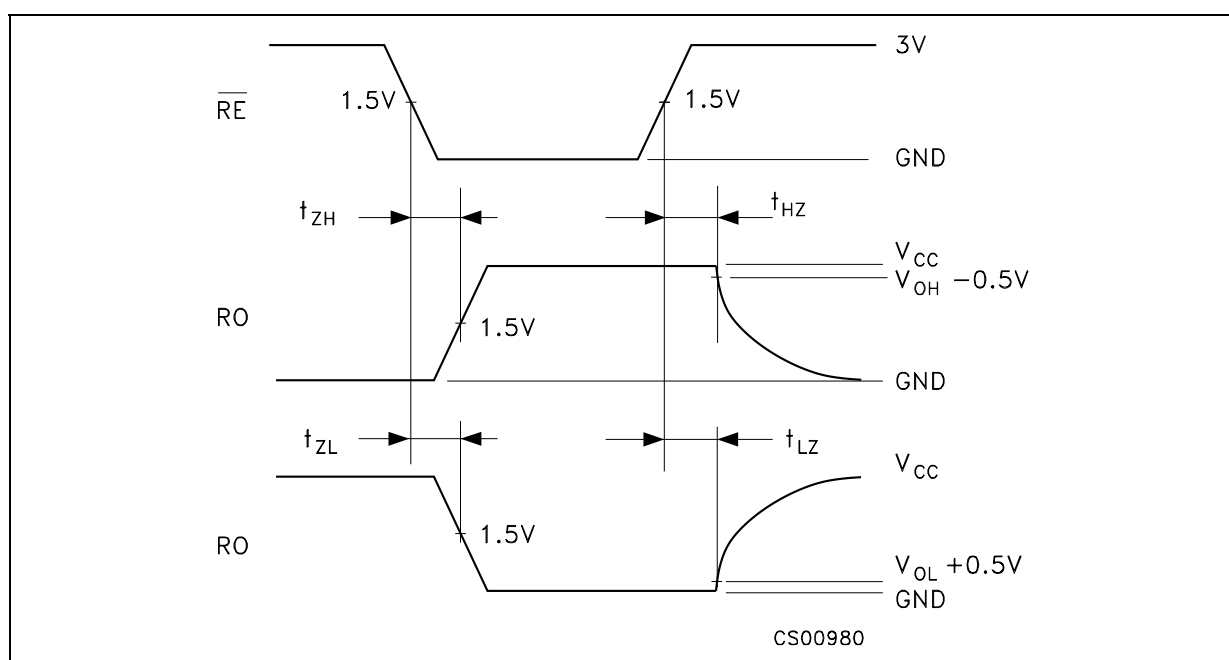 3V
1.5V
1.5V
R̅E̅
GND
tZH
tHZ
VCC
VOH −0.5V
RO
1.5V
GND
tZL
tLZ
VCC
1.5V
RO
VOL +0.5V
GND
CS00980